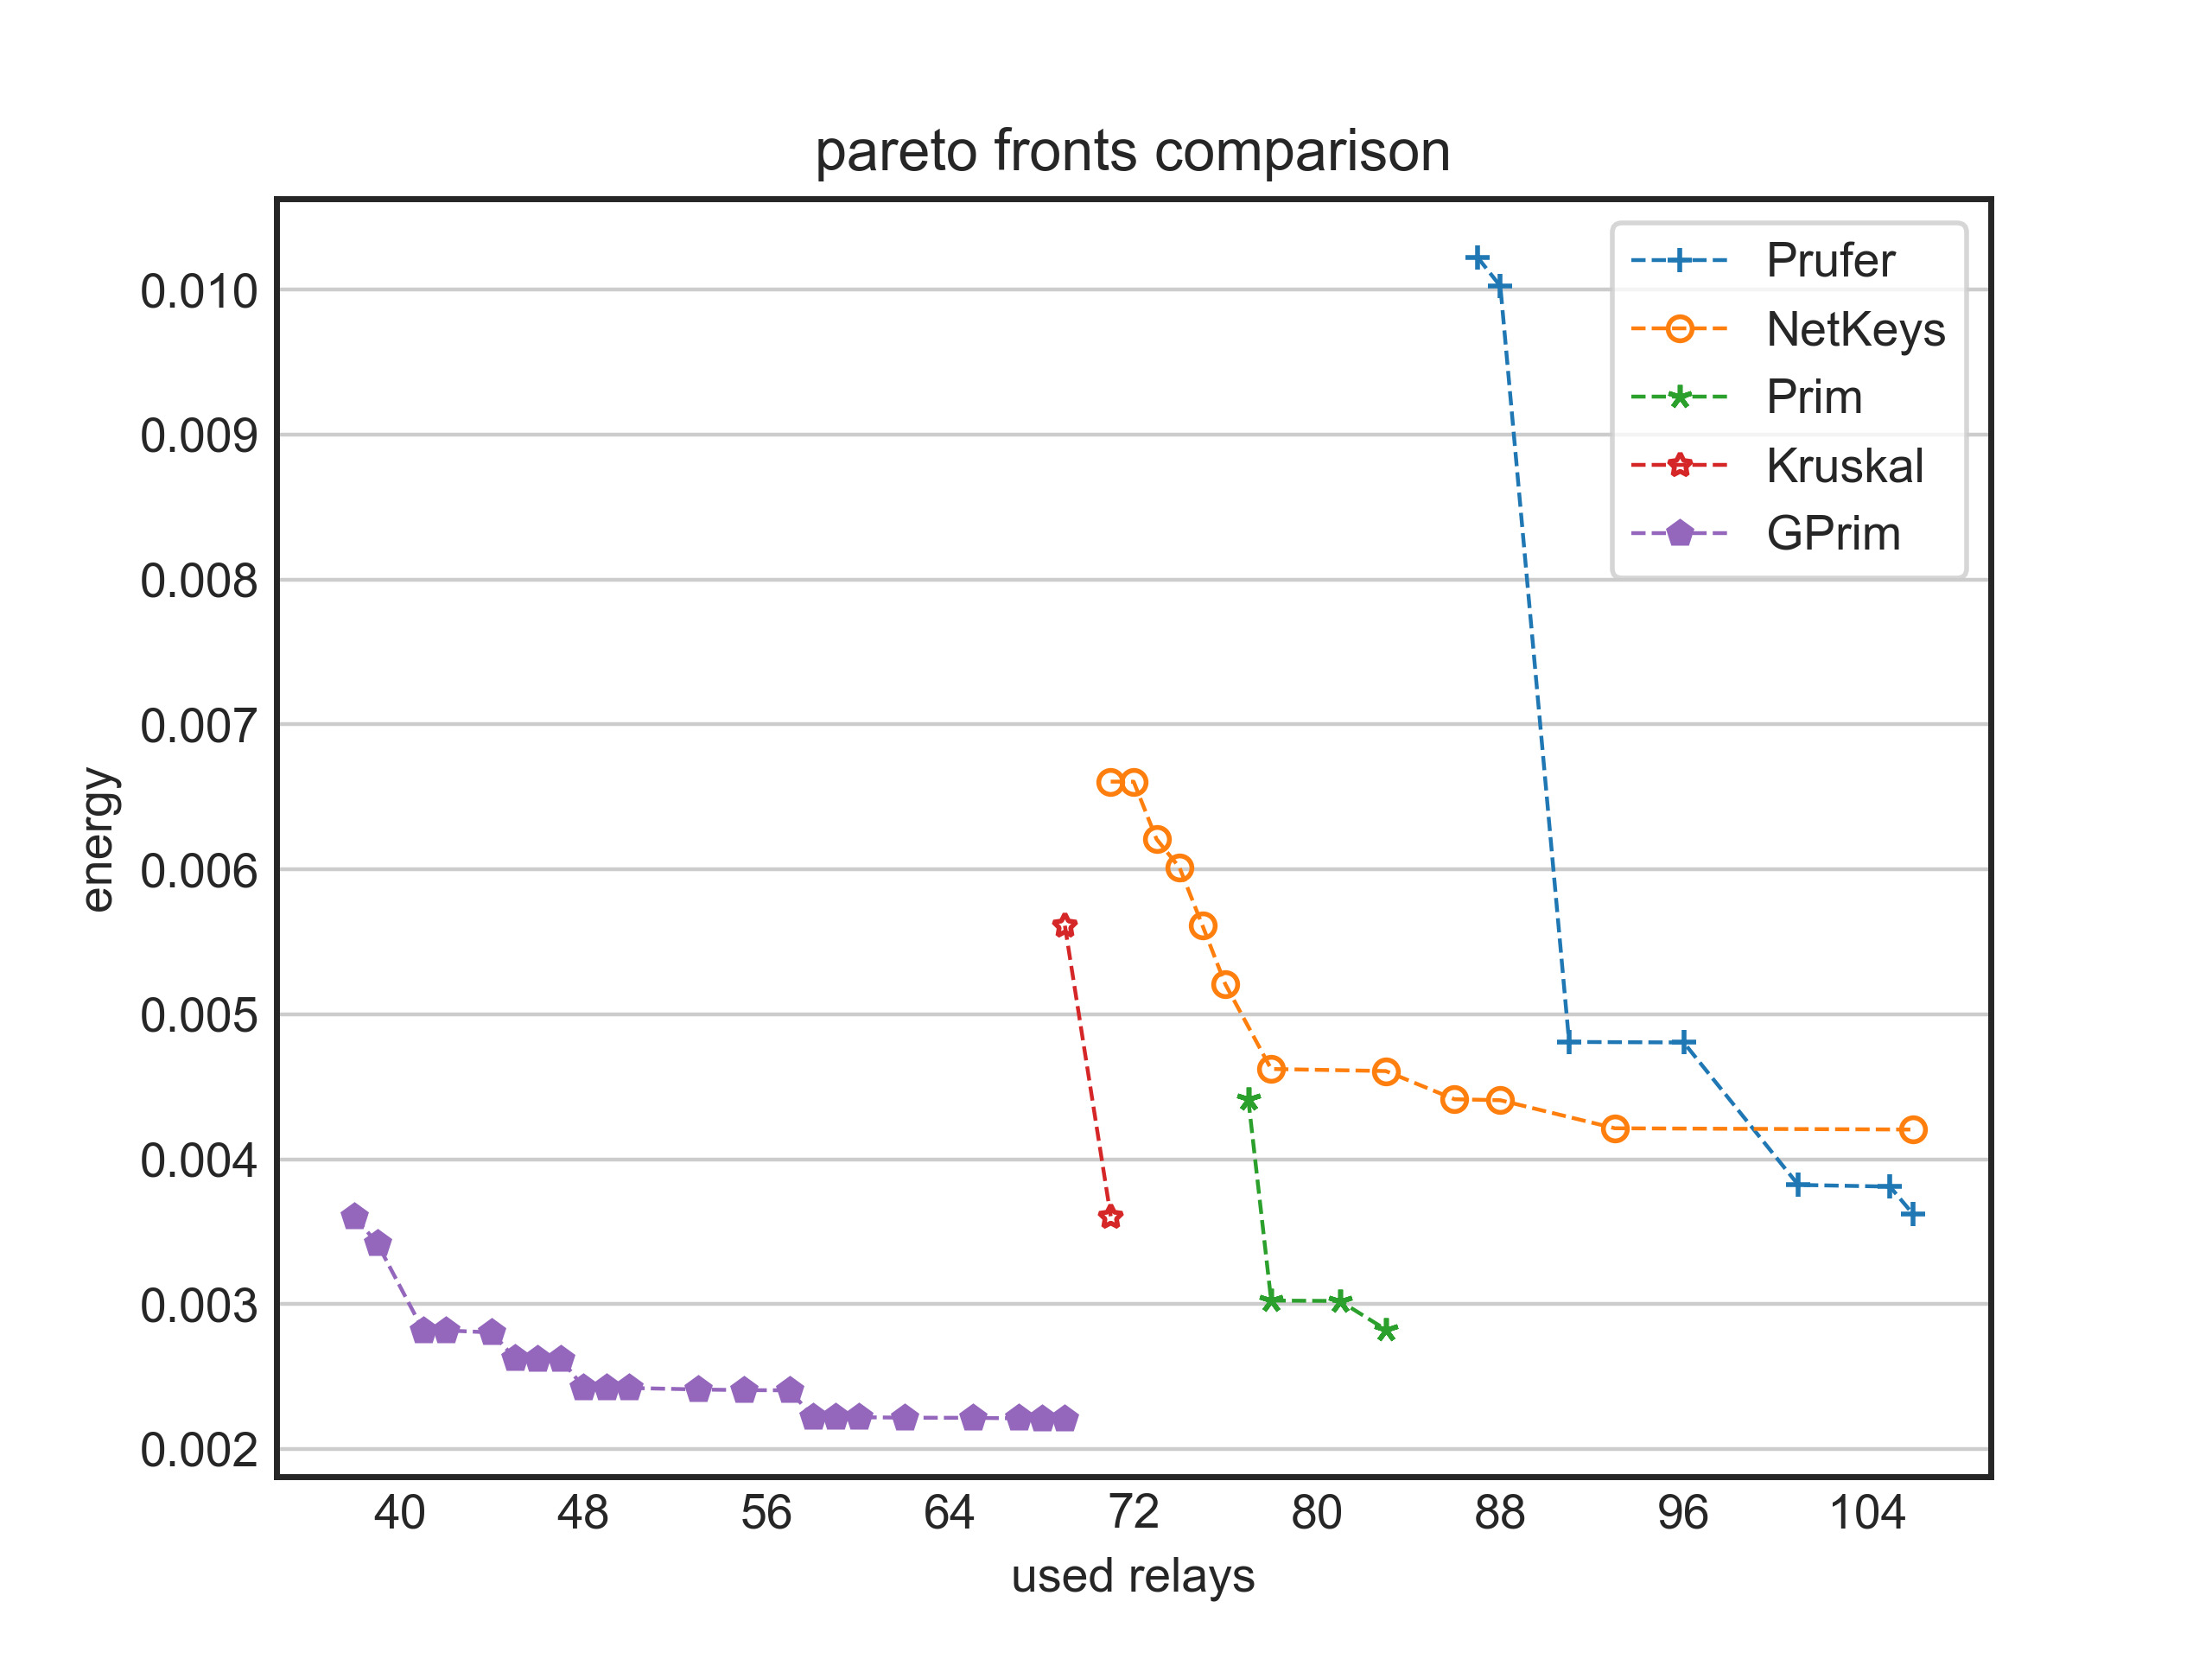 pareto fronts comparison
Prufer
NetKeys
Prim
Kruskal
GPrim
0.010
0.009
0.008
0.007
0.006
0.005
0.004
0.003
0.002
energy
40 48 56 64 72 80 88 96 104
used relays